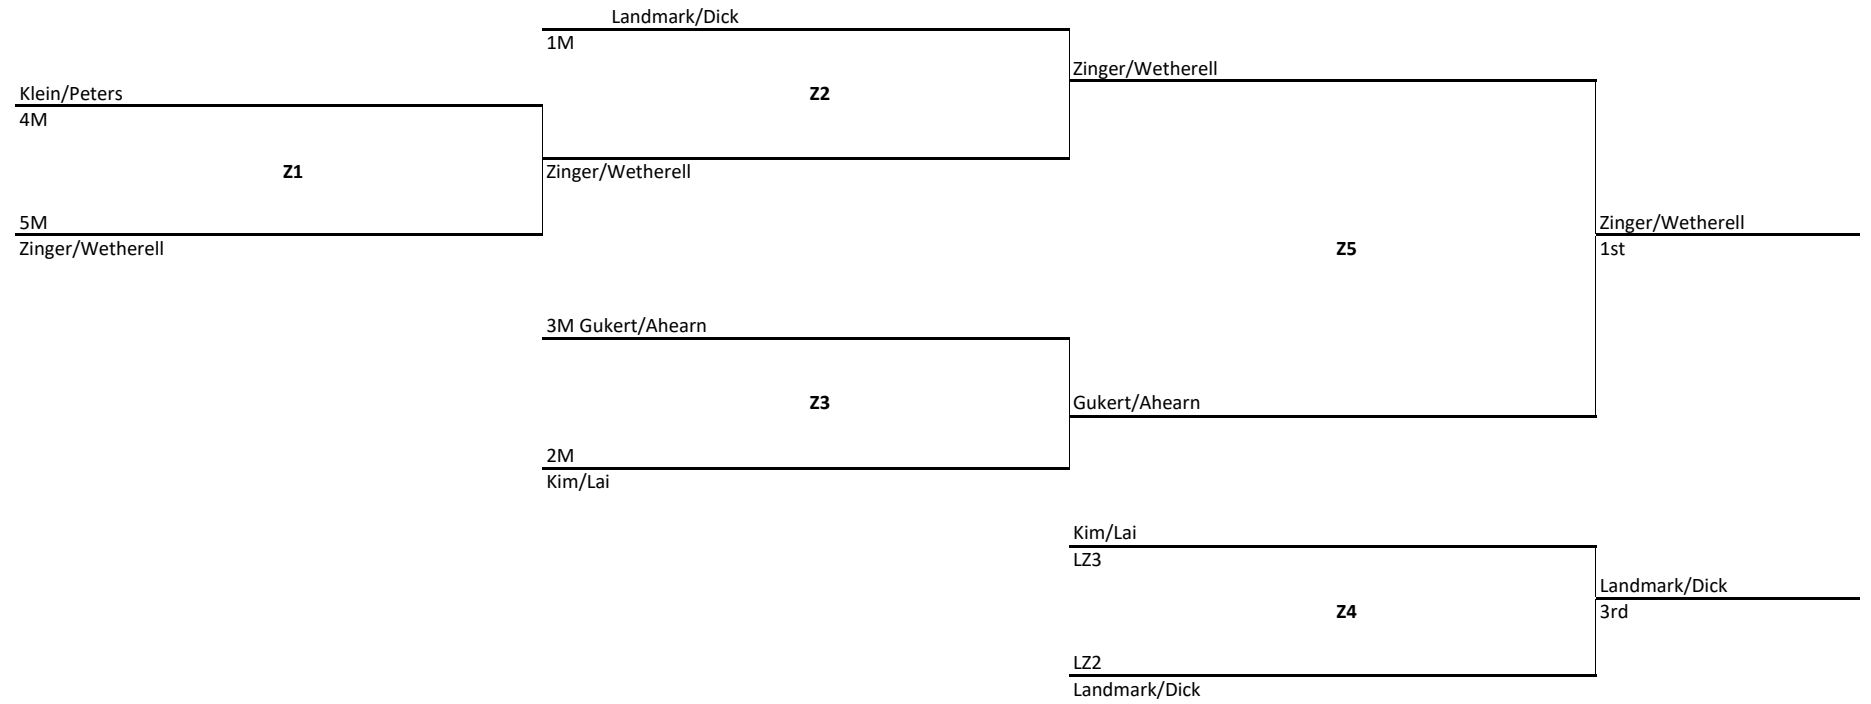 Landmark/Dick
1M
Zinger/Wetherell
Klein/Peters
Z2
4M
Z1
Zinger/Wetherell
5M
Zinger/Wetherell
Zinger/Wetherell
Z5
1st
3M Gukert/Ahearn
Z3
Gukert/Ahearn
2M
Kim/Lai
Kim/Lai
LZ3
Landmark/Dick
Z4
3rd
LZ2
Landmark/Dick